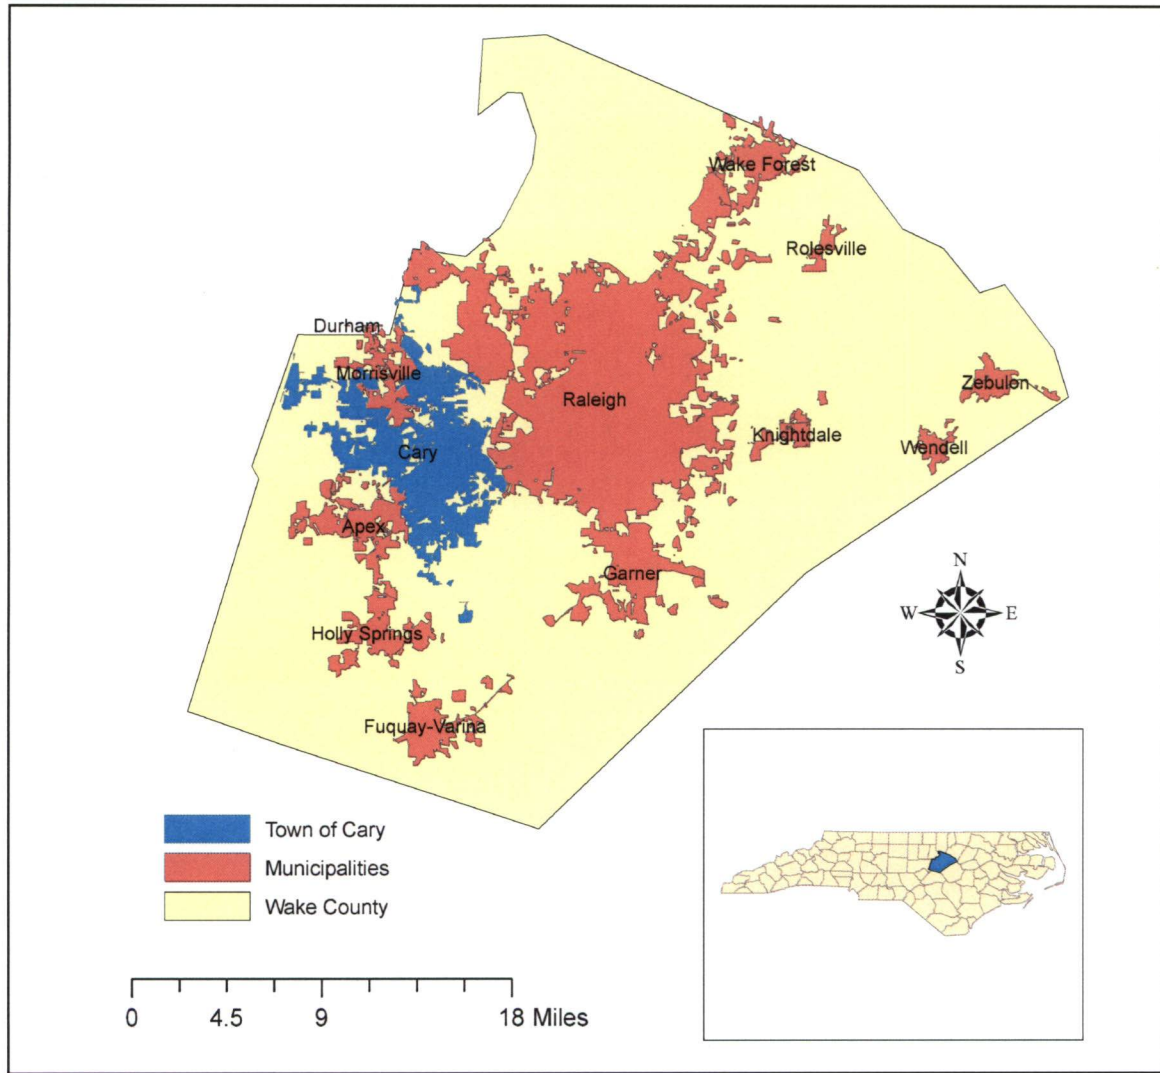 Wake Forest
Rolesville
Durham
Morrisville
Zebulon
Raleigh
Knightdale
Wendell
Cary
Apex
Garner
Holly Springs
Fuquay-Varina
N
W E
S
Town of Cary
Municipalities
Wake County
0 4.5 9 18 Miles